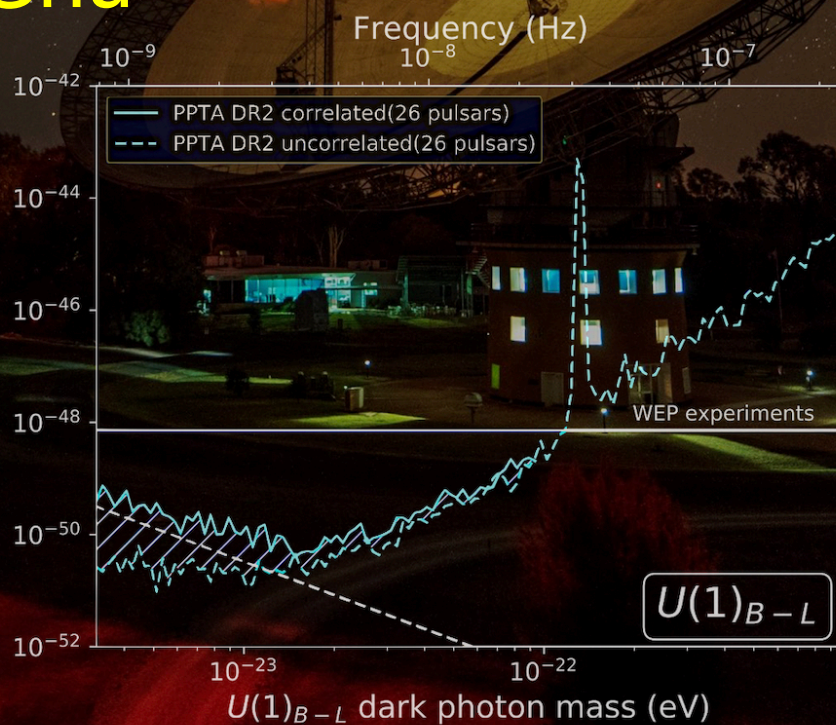 Frequency (Hz)
10⁻⁹ 10⁻⁸ 10⁻⁷
10⁻⁴²
PPTA DR2 correlated(26 pulsars)
PPTA DR2 uncorrelated(26 pulsars)
10⁻⁴⁴
10⁻⁴⁶
10⁻⁴⁸
WEP experiments
10⁻⁵⁰
U(1)B−L
10⁻⁵²
10⁻²³ 10⁻²²
U(1)B−L dark photon mass (eV)